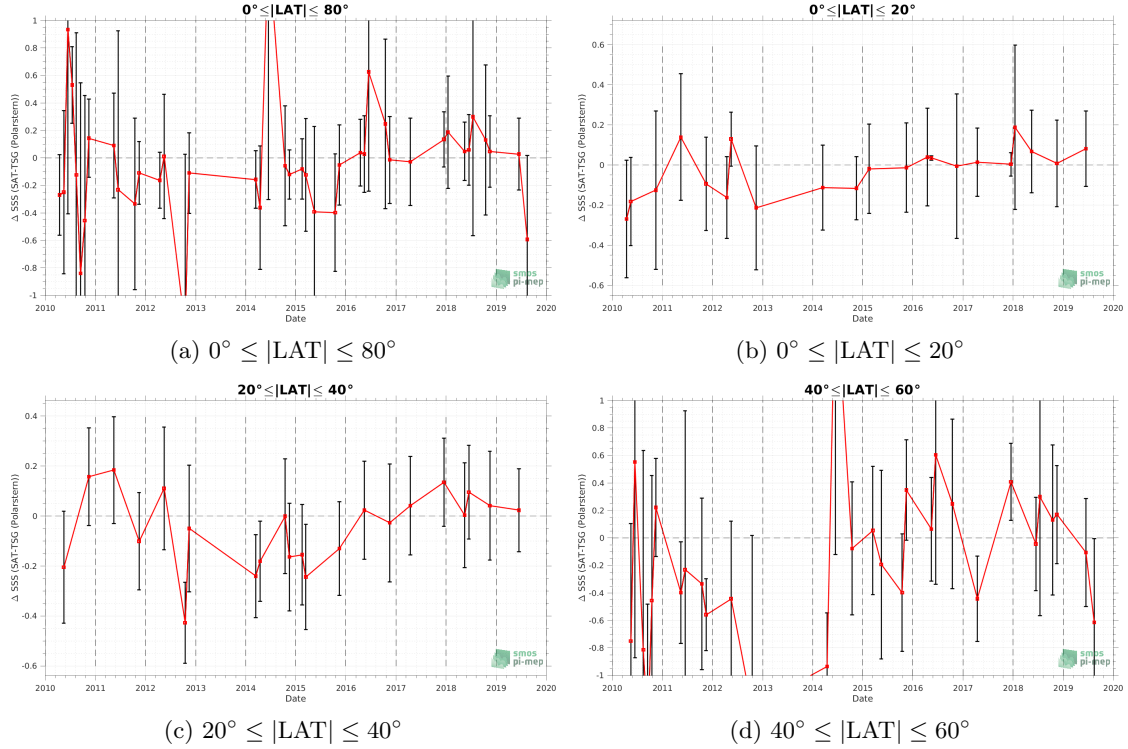 0°≤|LAT|≤ 80°
Δ SSS (SAT-TSG (Polarstern))
1
0.8
0.6
0.4
0.2
0
-0.2
-0.4
-0.6
-0.8
-1
2010 2011 2012 2013 2014 2015 2016 2017 2018 2019 2020
Date
smos
pi-mep
(a) 0° ≤ |LAT| ≤ 80°
0°≤|LAT|≤ 20°
Δ SSS (SAT-TSG (Polarstern))
0.6
0.4
0.2
0
-0.2
-0.4
-0.6
2010 2011 2012 2013 2014 2015 2016 2017 2018 2019 2020
Date
smos
pi-mep
(b) 0° ≤ |LAT| ≤ 20°
20°≤|LAT|≤ 40°
Δ SSS (SAT-TSG (Polarstern))
0.4
0.2
0
-0.2
-0.4
-0.6
2010 2011 2012 2013 2014 2015 2016 2017 2018 2019 2020
Date
smos
pi-mep
(c) 20° ≤ |LAT| ≤ 40°
40°≤|LAT|≤ 60°
Δ SSS (SAT-TSG (Polarstern))
1
0.8
0.6
0.4
0.2
0
-0.2
-0.4
-0.6
-0.8
-1
2010 2011 2012 2013 2014 2015 2016 2017 2018 2019 2020
Date
smos
pi-mep
(d) 40° ≤ |LAT| ≤ 60°